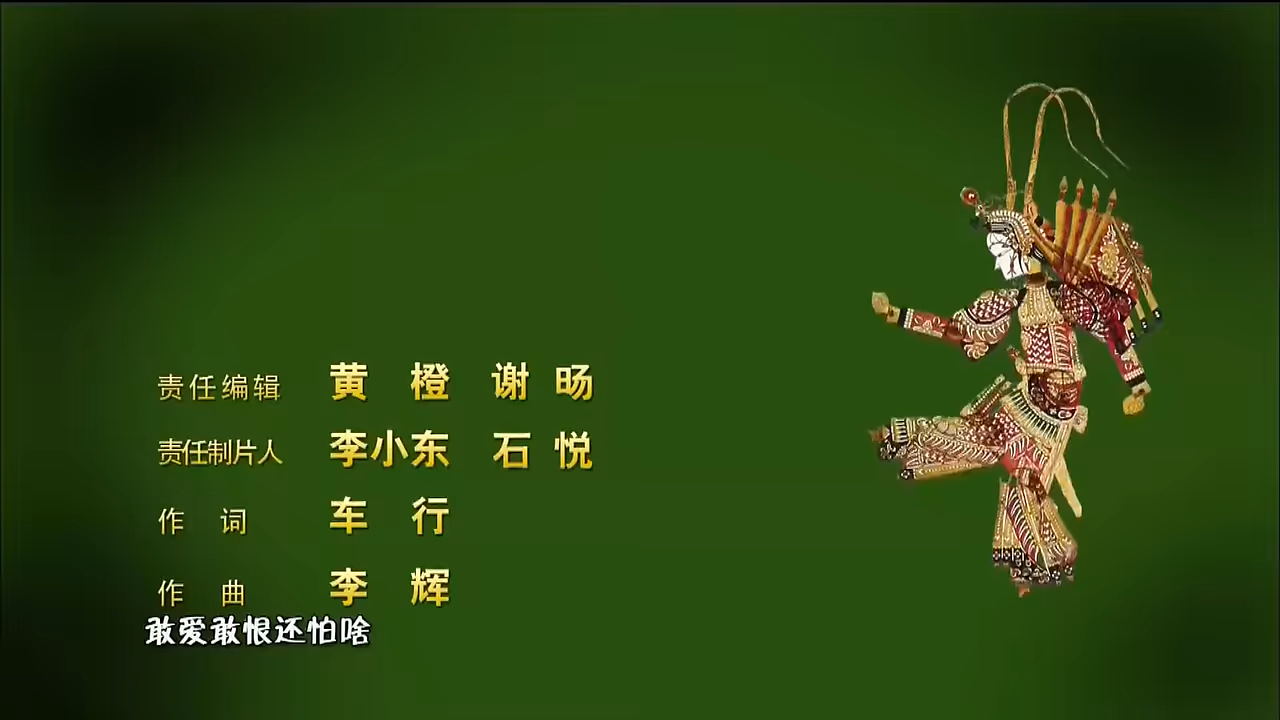 责任编辑 黄 橙 谢 旸
责任制片人 李小东 石 悦
作 词 车 行
作 曲 李 辉
敢爱敢恨还怕啥